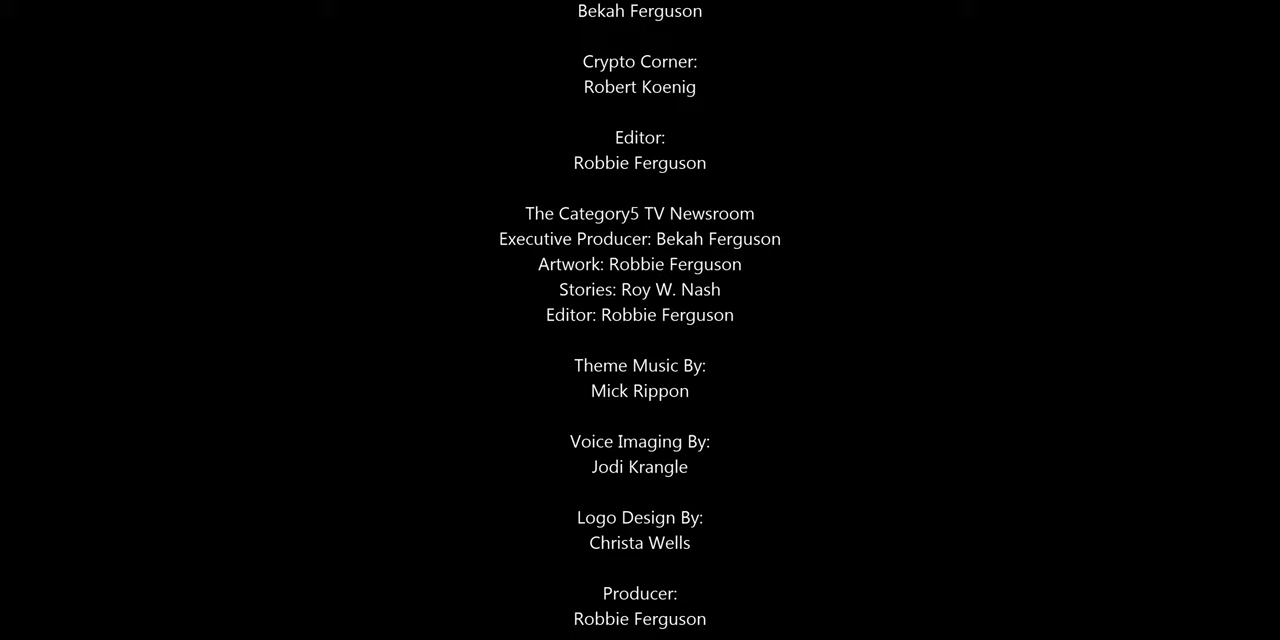 Bekah Ferguson
Crypto Corner:
Robert Koenig
Editor:
Robbie Ferguson
The Category5 TV Newsroom
Executive Producer: Bekah Ferguson
Artwork: Robbie Ferguson
Stories: Roy W. Nash
Editor: Robbie Ferguson
Theme Music By:
Mick Rippon
Voice Imaging By:
Jodi Krangle
Logo Design By:
Christa Wells
Producer:
Robbie Ferguson